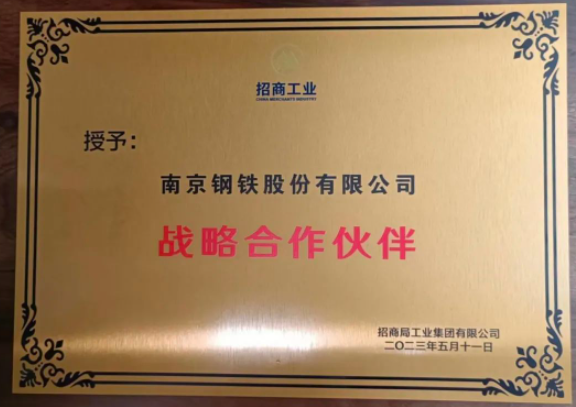 招商工业
CHINA MERCHANTS INDUSTRY
授予：
南京钢铁股份有限公司
战略合作伙伴
招商局工业集团有限公司
二〇二三年五月十一日